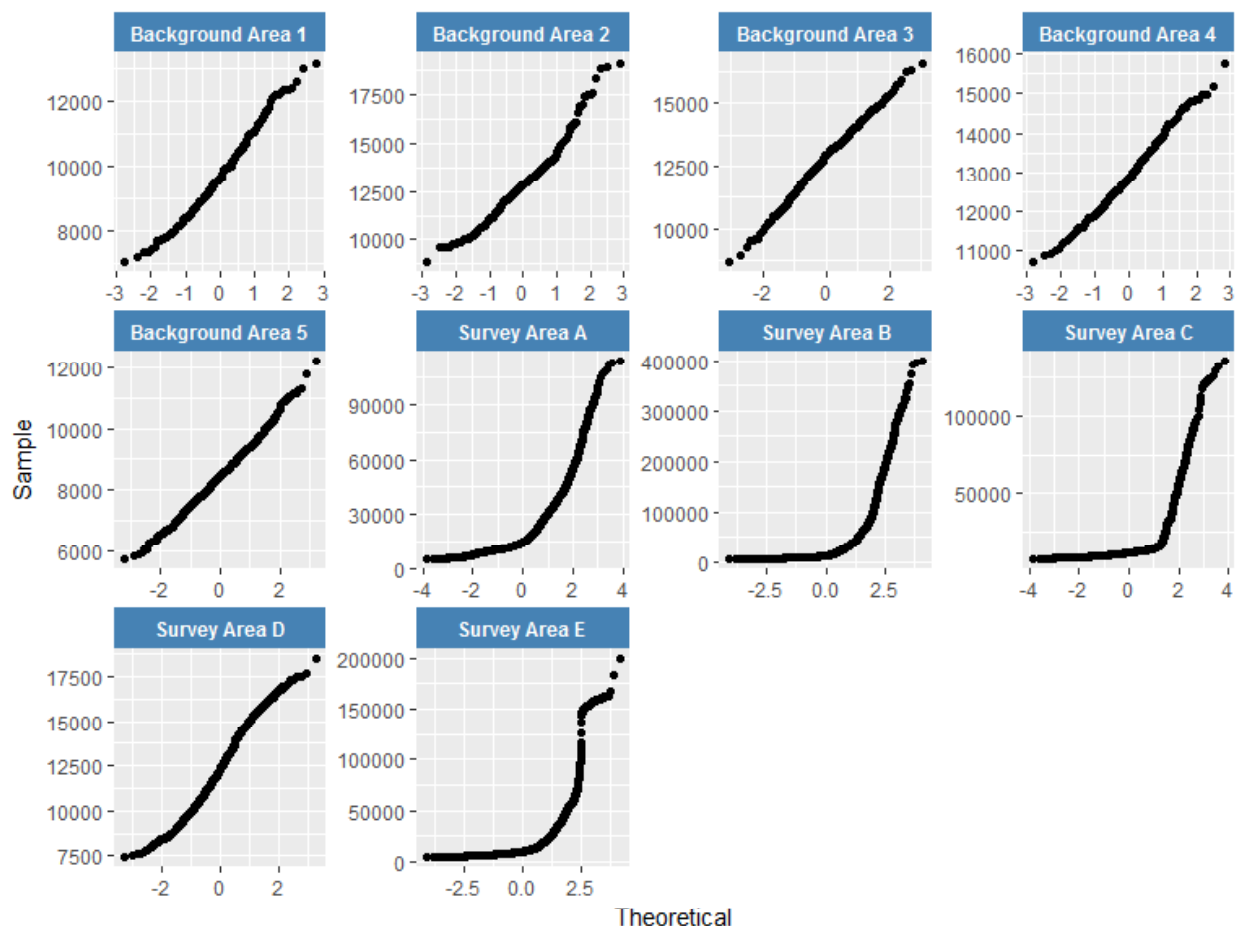 Background Area 1 Background Area 2 Background Area 3 Background Area 4
12000 10000 8000
17500 15000 12500 10000
15000 12500 10000
16000 15000 14000 13000 12000 11000
-3 -2 -1 0 1 2 3 -3 -2 -1 0 1 2 3 -2 0 2 -3 -2 -1 0 1 2 3
Background Area 5 Survey Area A Survey Area B Survey Area C
Sample
12000 10000 8000 6000
90000 60000 30000 0
400000 300000 200000 100000 0
100000 50000
-2 0 2 -4 -2 0 2 4 -2.5 0.0 2.5 -4 -2 0 2 4
Survey Area D Survey Area E
17500 15000 12500 10000 7500
200000 150000 100000 50000 0
-2 0 2 -2.5 0.0 2.5
Theoretical